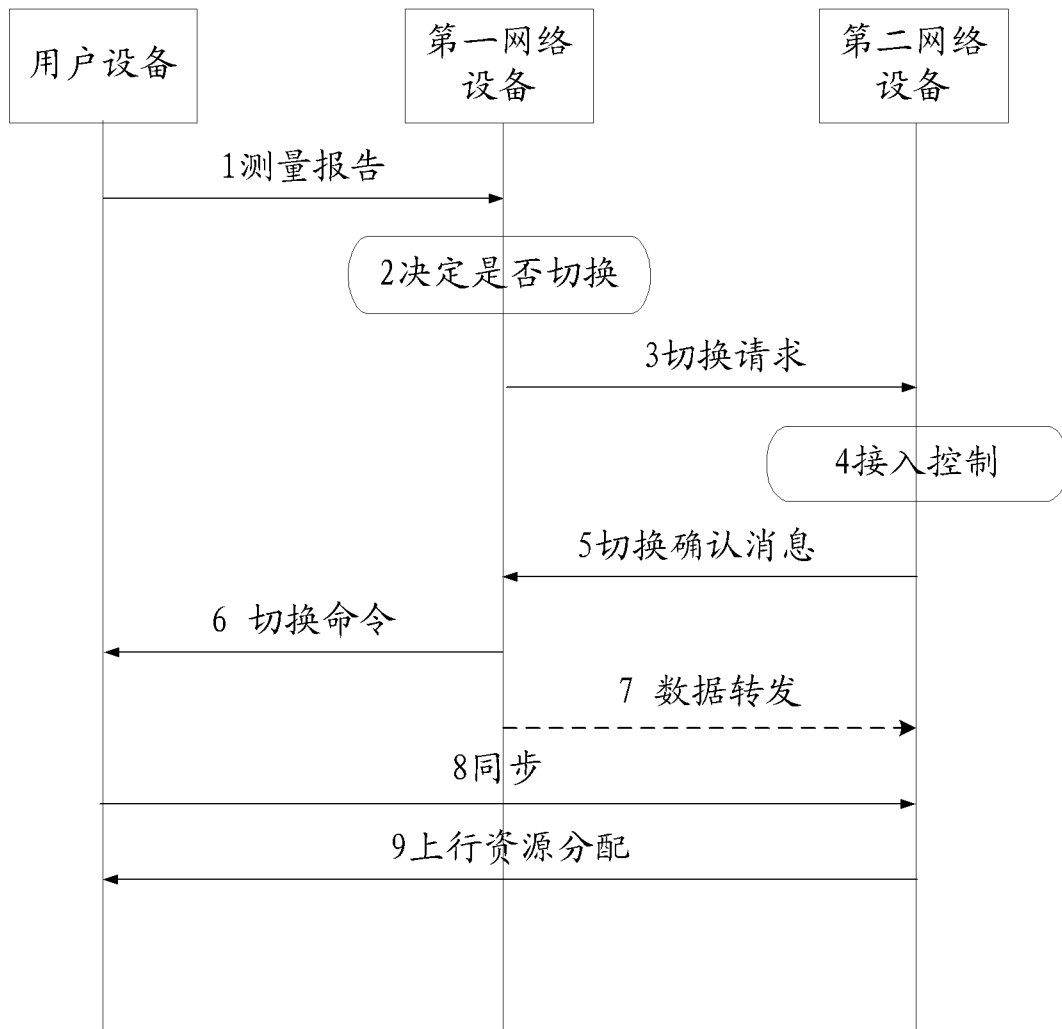 用户设备
第一网络
设备
第二网络
设备
1测量报告
2决定是否切换
3切换请求
4接入控制
5切换确认消息
6 切换命令
7 数据转发
8同步
9上行资源分配